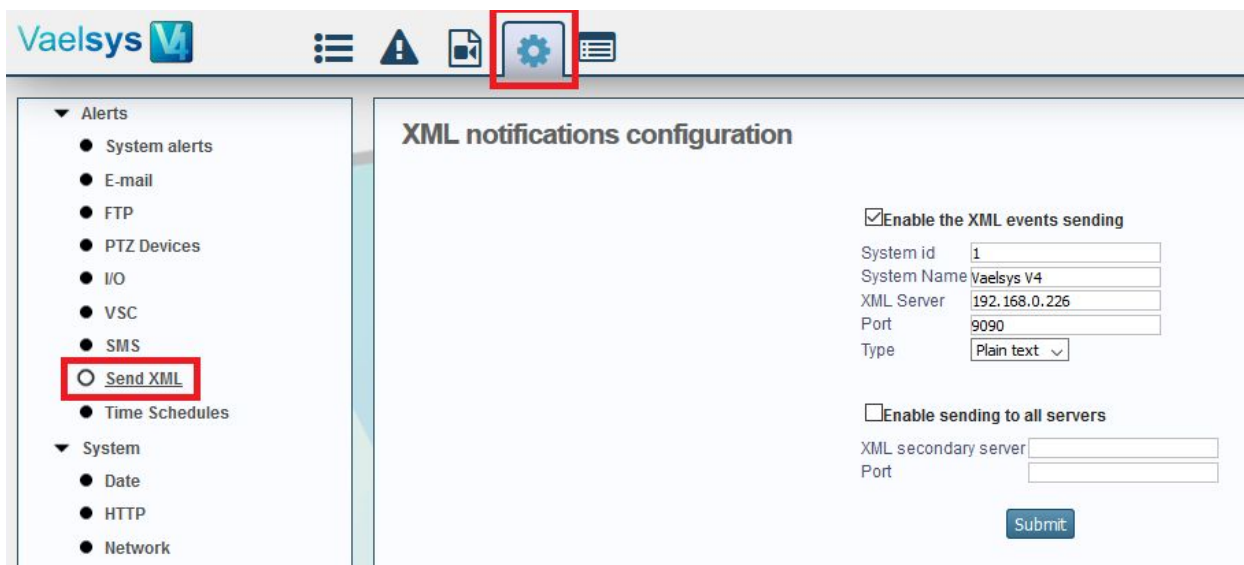 Vaelsys V4
Alerts
System alerts
E-mail
FTP
PTZ Devices
I/O
VSC
SMS
Send XML
Time Schedules
System
Date
HTTP
Network
XML notifications configuration
Enable the XML events sending
System id 1
System Name Vaelsys V4
XML Server 192.168.0.226
Port 9090
Type Plain text
Enable sending to all servers
XML secondary server
Port
Submit